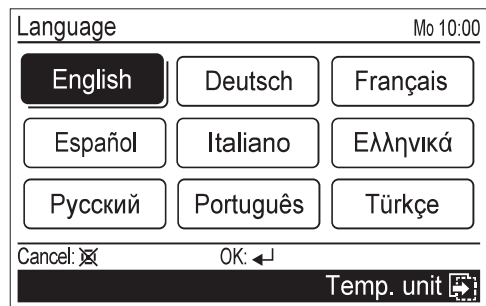 Language Mo 10:00
English Deutsch Français
Español Italiano Ελληνικά
Русский Português Türkçe
Cancel: OK:
Temp. unit